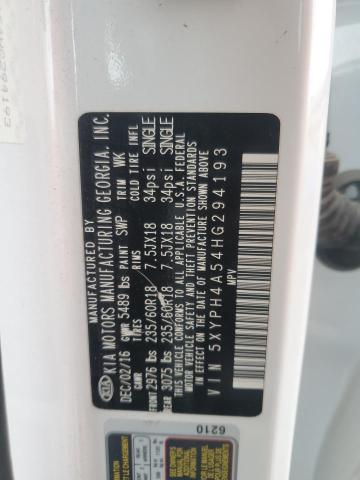 MANUFACTURED BY
KIA MOTORS MANUFACTURING GEORGIA, INC.
KIA
DEC/02/16 GVWR 5489 lbs PAINT SWP TRIM WK
GAWR TIRES RIMS COLD TIRE INFL
FRT 2976 lbs 235/60R18 7.5JX18 34psi SINGLE
REAR 3075 lbs 235/60R18 7.5JX18 34psi SINGLE
THIS VEHICLE CONFORMS TO ALL APPLICABLE U.S.A. FEDERAL
MOTOR VEHICLE SAFETY AND THEFT PREVENTION STANDARDS
IN EFFECT ON THE DATE OF MANUFACTURE SHOWN ABOVE.
VIN 5XYPH4A54HG294193
MPV
6210